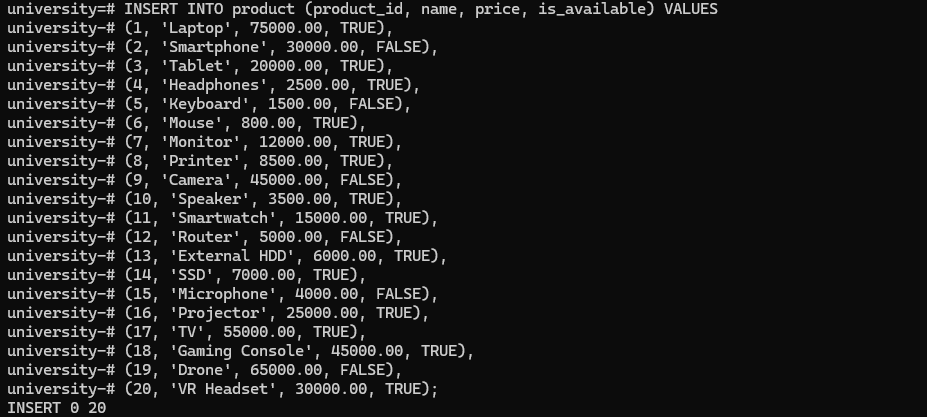 university=# INSERT INTO product (product_id, name, price, is_available) VALUES
university-# (1, 'Laptop', 75000.00, TRUE),
university-# (2, 'Smartphone', 30000.00, FALSE),
university-# (3, 'Tablet', 20000.00, TRUE),
university-# (4, 'Headphones', 2500.00, TRUE),
university-# (5, 'Keyboard', 1500.00, FALSE),
university-# (6, 'Mouse', 800.00, TRUE),
university-# (7, 'Monitor', 12000.00, TRUE),
university-# (8, 'Printer', 8500.00, TRUE),
university-# (9, 'Camera', 45000.00, FALSE),
university-# (10, 'Speaker', 3500.00, TRUE),
university-# (11, 'Smartwatch', 15000.00, TRUE),
university-# (12, 'Router', 5000.00, FALSE),
university-# (13, 'External HDD', 6000.00, TRUE),
university-# (14, 'SSD', 7000.00, TRUE),
university-# (15, 'Microphone', 4000.00, FALSE),
university-# (16, 'Projector', 25000.00, TRUE),
university-# (17, 'TV', 55000.00, TRUE),
university-# (18, 'Gaming Console', 45000.00, TRUE),
university-# (19, 'Drone', 65000.00, FALSE),
university-# (20, 'VR Headset', 30000.00, TRUE);
INSERT 0 20